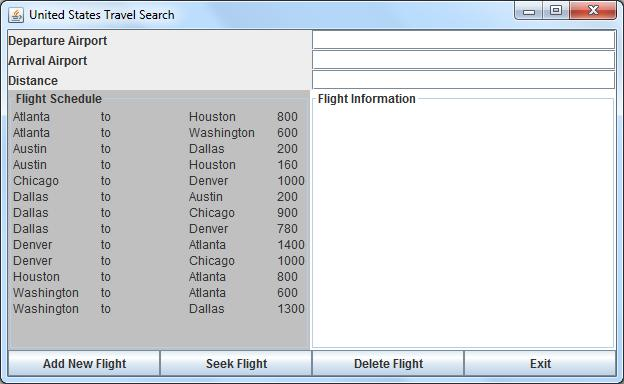 United States Travel Search
Departure Airport
Arrival Airport
Distance
Flight Schedule
Atlanta to Houston 800
Atlanta to Washington 600
Austin to Dallas 200
Austin to Houston 160
Chicago to Denver 1000
Dallas to Austin 200
Dallas to Chicago 900
Dallas to Denver 780
Denver to Atlanta 1400
Denver to Chicago 1000
Houston to Atlanta 800
Washington to Atlanta 600
Washington to Dallas 1300
Flight Information
Add New Flight Seek Flight Delete Flight Exit